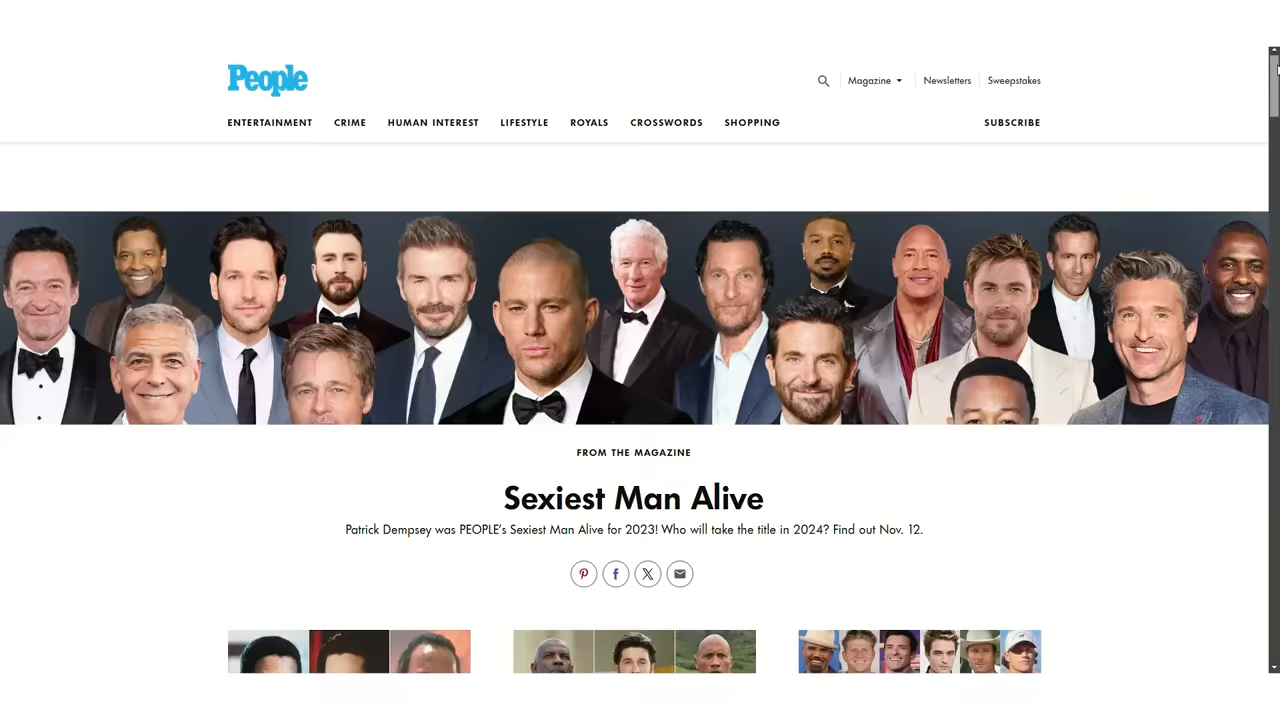 People
Magazine
Newsletters
Sweepstakes
ENTERTAINMENT CRIME HUMAN INTEREST LIFESTYLE ROYALS CROSSWORDS SHOPPING SUBSCRIBE
FROM THE MAGAZINE
Sexiest Man Alive
Patrick Dempsey was PEOPLE’s Sexiest Man Alive for 2023! Who will take the title in 2024? Find out Nov. 12.